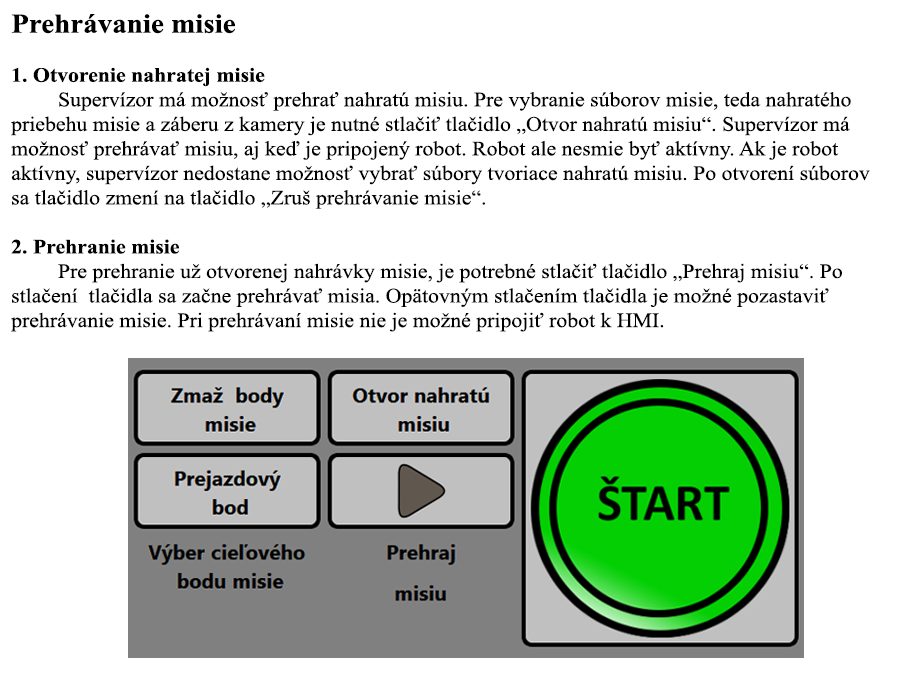 Prehrávanie misie
1. Otvorenie nahratej misie
Supervízor má možnosť prehrať nahratú misiu. Pre vybranie súborov misie, teda nahratého
priebehu misie a záberu z kamery je nutné stlačiť tlačidlo „Otvor nahratú misiu“. Supervízor má
možnosť prehrávať misiu, aj keď je pripojený robot. Robot ale nesmie byť aktívny. Ak je robot
aktívny, supervízor nedostane možnosť vybrať súbory tvoriace nahratú misiu. Po otvorení súborov
sa tlačidlo zmení na tlačidlo „Zruš prehrávanie misie“.
2. Prehranie misie
Pre prehranie už otvorenej nahrávky misie, je potrebné stlačiť tlačidlo „Prehraj misiu“. Po
stlačení  tlačidla sa začne prehrávať misia. Opätovným stlačením tlačidla je možné pozastaviť
prehrávanie misie. Pri prehrávaní misie nie je možné pripojiť robot k HMI.
Zmaž body
misie
Otvor nahratú
misiu
Prejazdový
bod
Výber cieľového
bodu misie
Prehraj
misiu
ŠTART